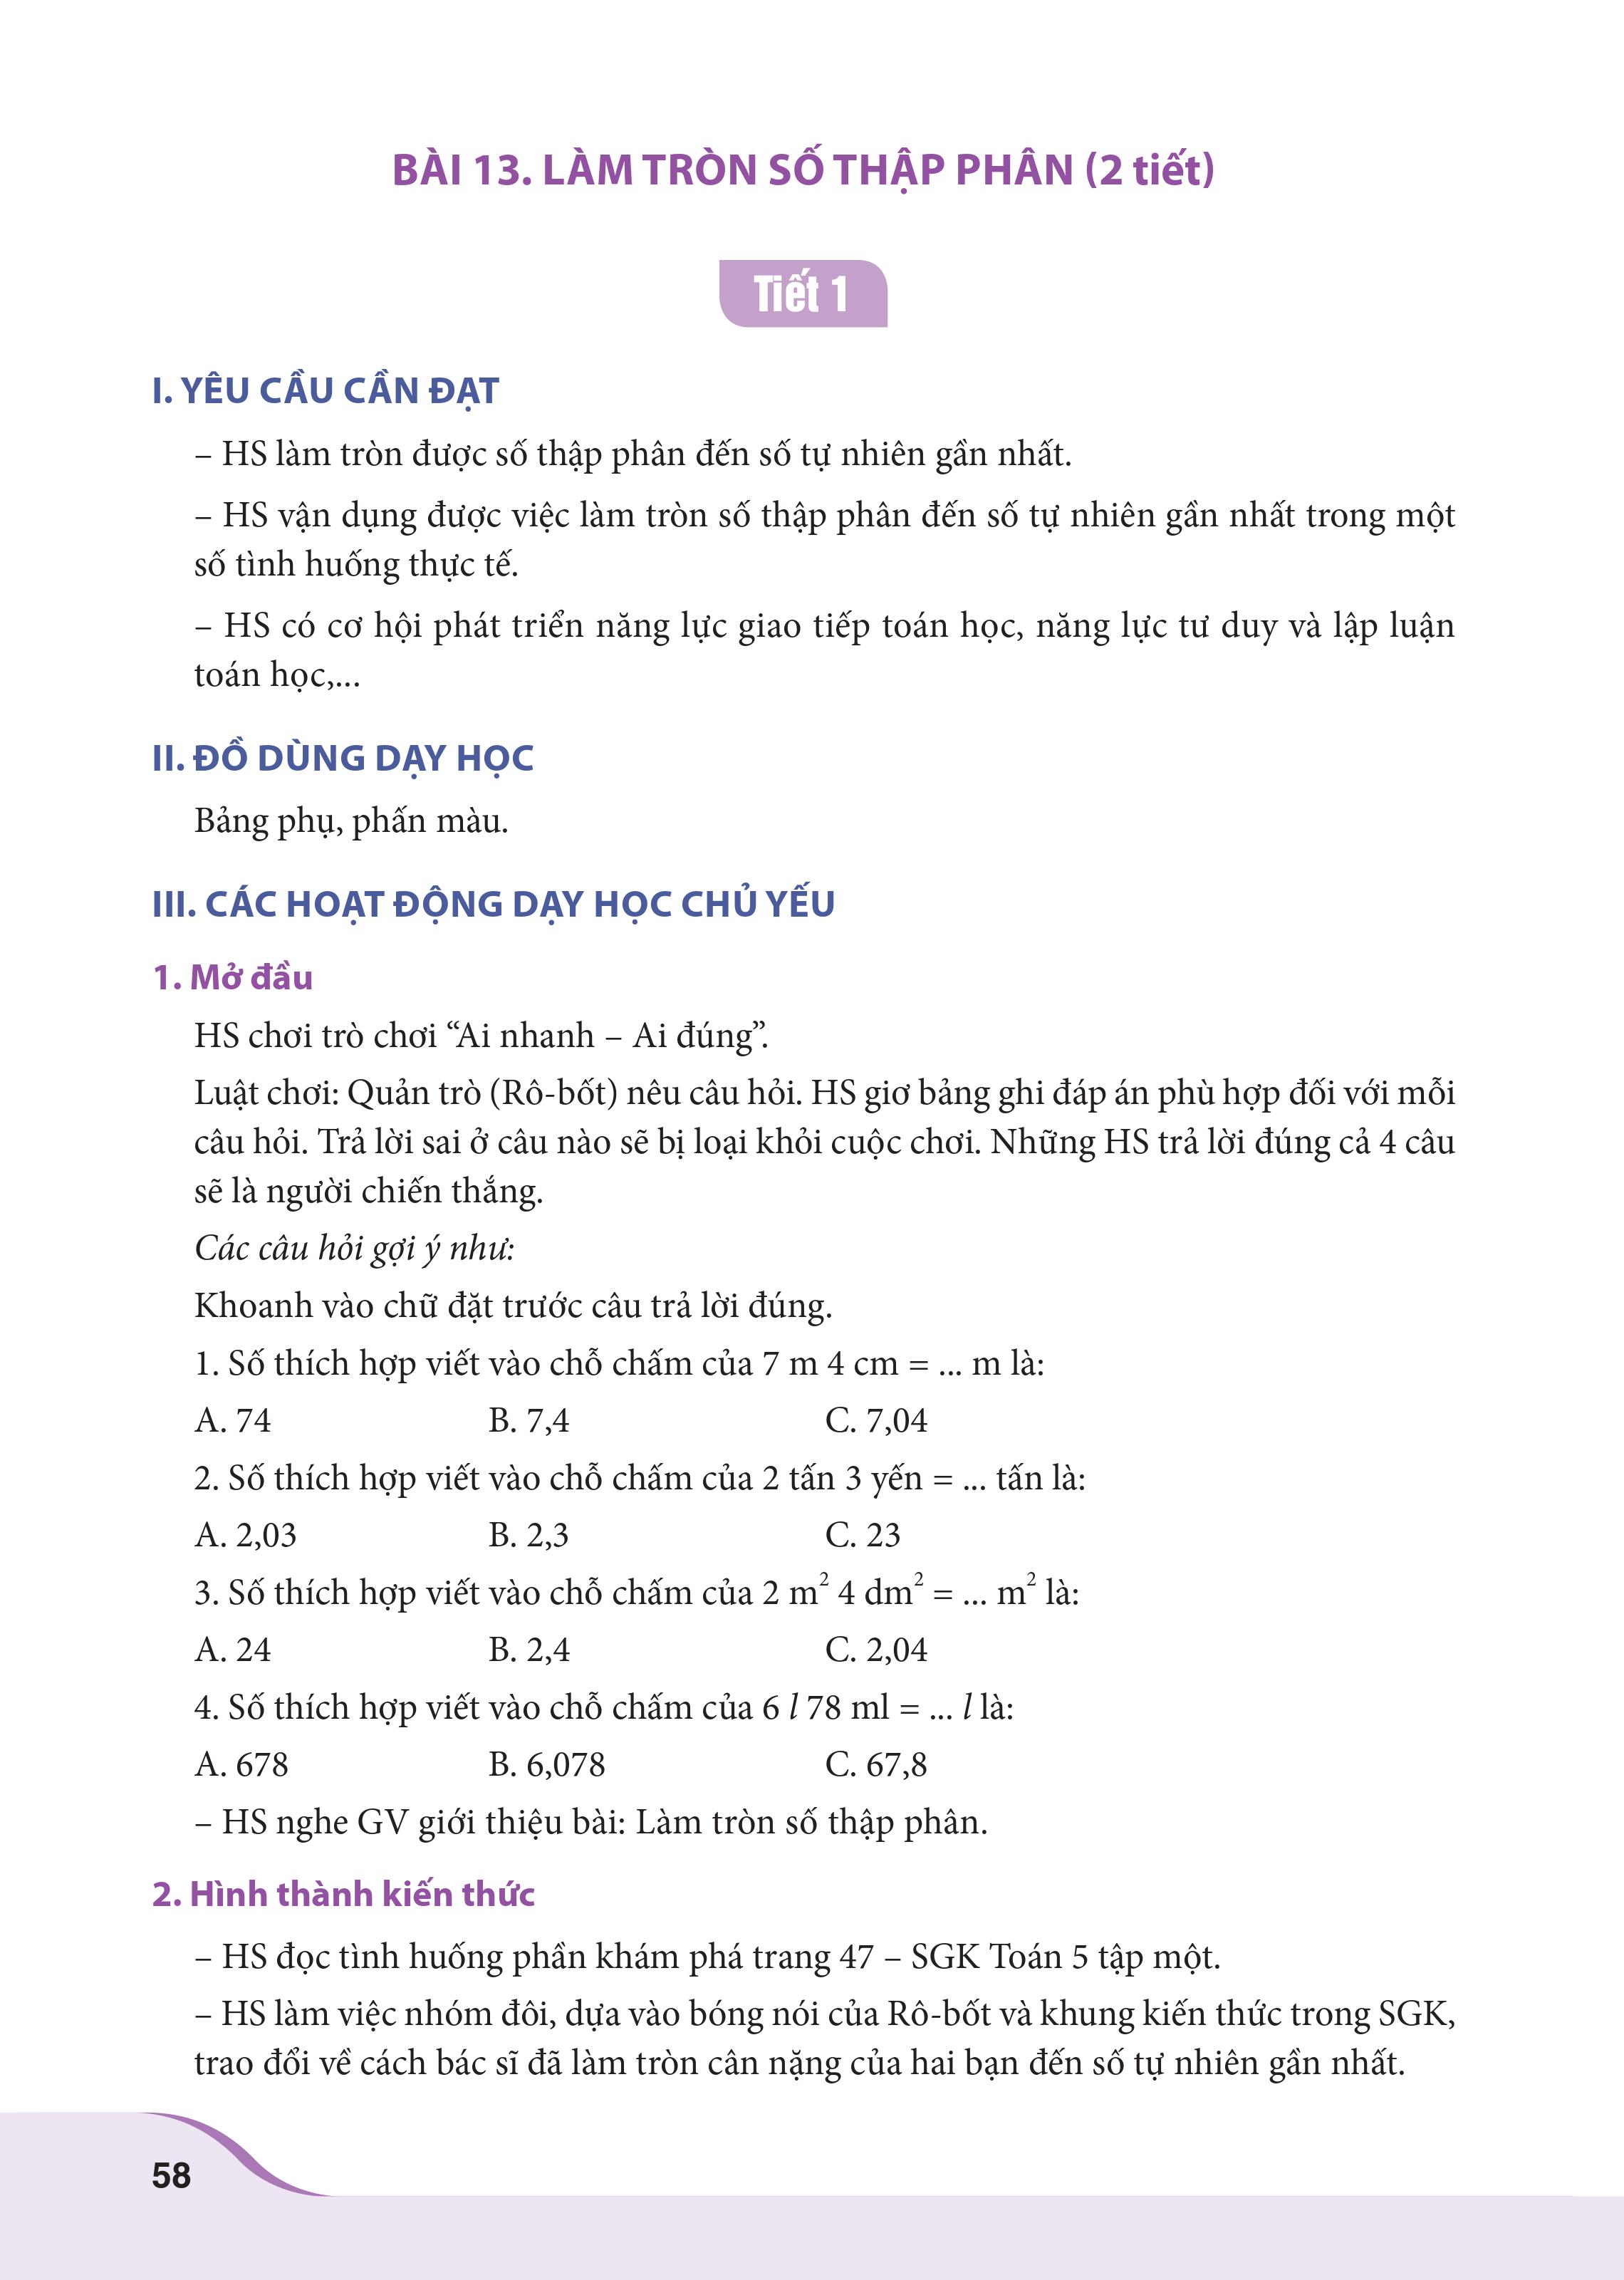 BÀI 13. LÀM TRÒN SỐ THẬP PHÂN (2 tiết)
Tiết 1
I. YÊU CẦU CẦN ĐẠT
– HS làm tròn được số thập phân đến số tự nhiên gần nhất.
– HS vận dụng được việc làm tròn số thập phân đến số tự nhiên gần nhất trong một
số tình huống thực tế.
– HS có cơ hội phát triển năng lực giao tiếp toán học, năng lực tư duy và lập luận
toán học,...
II. ĐỒ DÙNG DẠY HỌC
Bảng phụ, phấn màu.
III. CÁC HOẠT ĐỘNG DẠY HỌC CHỦ YẾU
1. Mở đầu
HS chơi trò chơi “Ai nhanh – Ai đúng”.
Luật chơi: Quản trò (Rô-bốt) nêu câu hỏi. HS giơ bảng ghi đáp án phù hợp đối với mỗi
câu hỏi. Trả lời sai ở câu nào sẽ bị loại khỏi cuộc chơi. Những HS trả lời đúng cả 4 câu
sẽ là người chiến thắng.
Các câu hỏi gợi ý như:
Khoanh vào chữ đặt trước câu trả lời đúng.
1. Số thích hợp viết vào chỗ chấm của 7 m 4 cm = ... m là:
A. 74 B. 7,4 C. 7,04
2. Số thích hợp viết vào chỗ chấm của 2 tấn 3 yến = ... tấn là:
A. 2,03 B. 2,3 C. 23
3. Số thích hợp viết vào chỗ chấm của 2 m² 4 dm² = ... m² là:
A. 24 B. 2,4 C. 2,04
4. Số thích hợp viết vào chỗ chấm của 6 l 78 ml = ... l là:
A. 678 B. 6,078 C. 67,8
– HS nghe GV giới thiệu bài: Làm tròn số thập phân.
2. Hình thành kiến thức
– HS đọc tình huống phần khám phá trang 47 – SGK Toán 5 tập một.
– HS làm việc nhóm đôi, dựa vào bóng nói của Rô-bốt và khung kiến thức trong SGK,
trao đổi về cách bác sĩ đã làm tròn cân nặng của hai bạn đến số tự nhiên gần nhất.
58